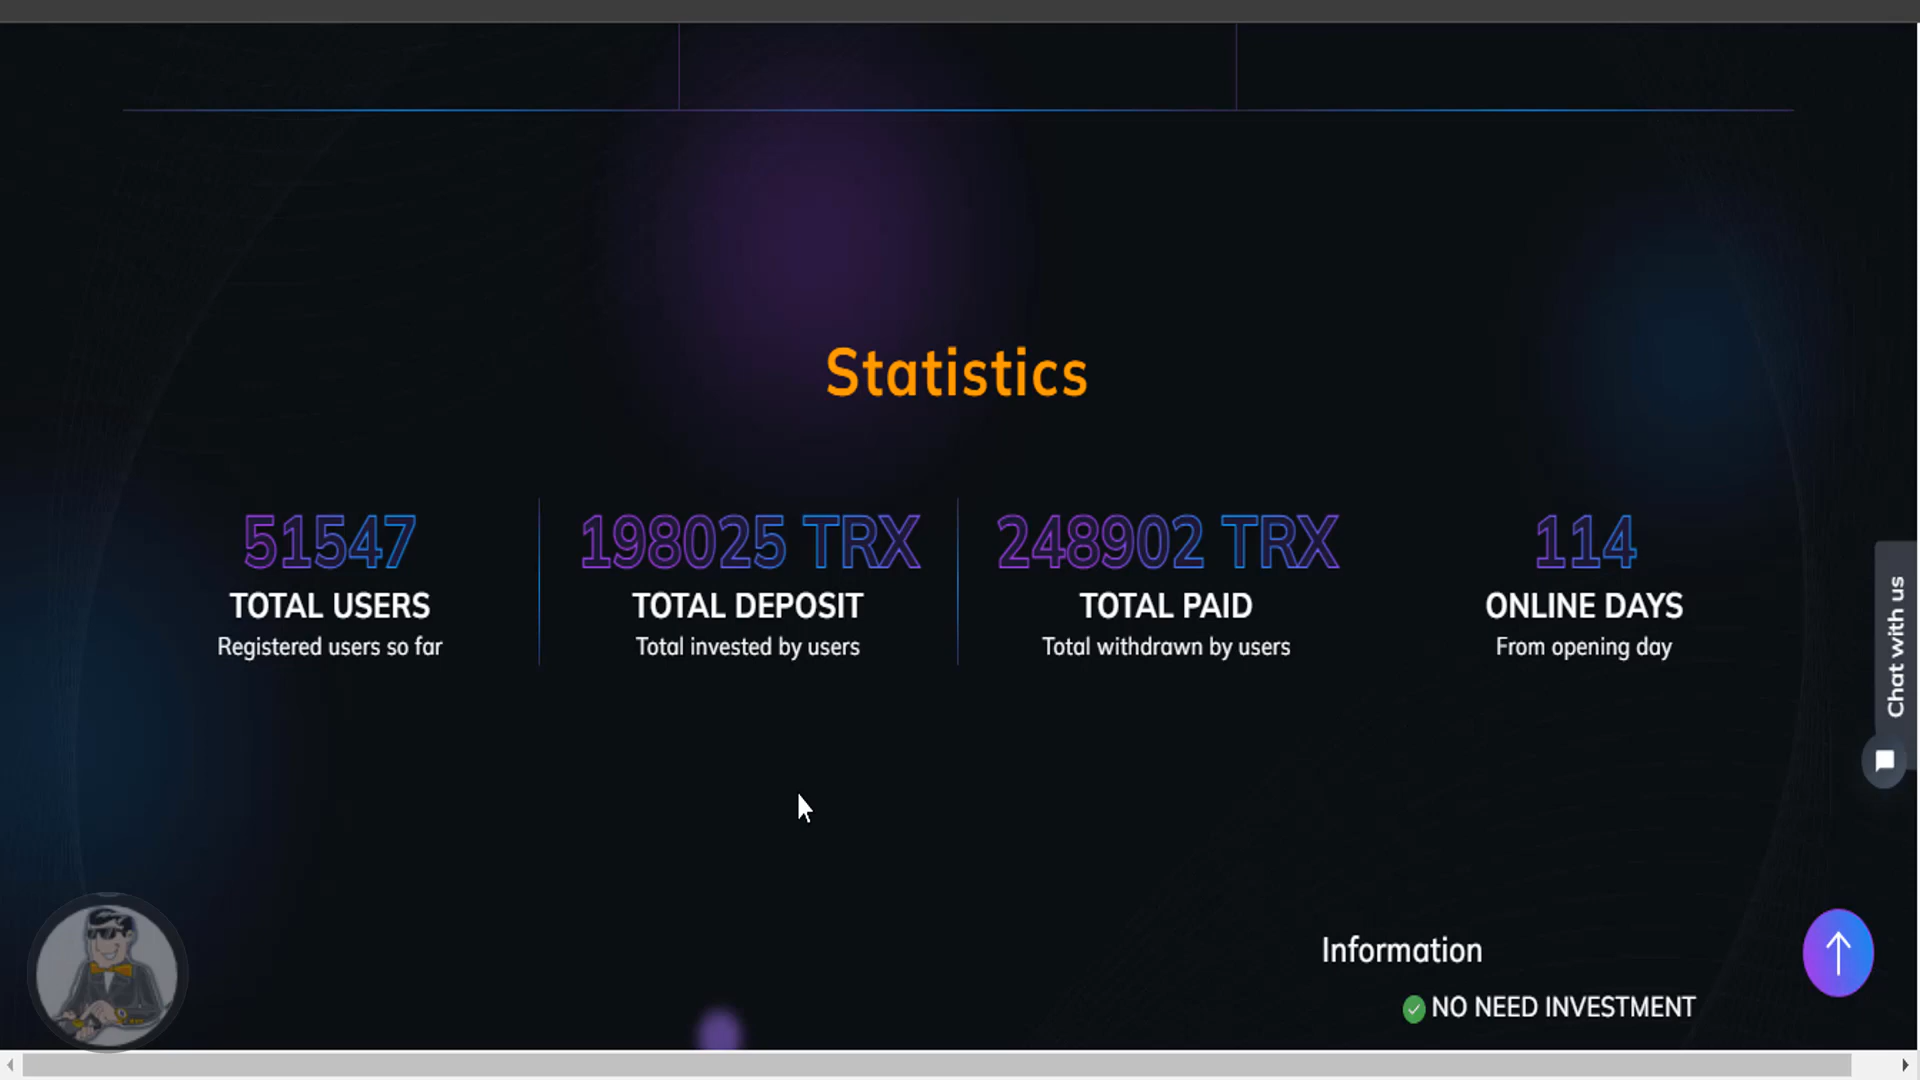 Statistics
51547
TOTAL USERS
Registered users so far
198025 TRX
TOTAL DEPOSIT
Total invested by users
248902 TRX
TOTAL PAID
Total withdrawn by users
114
ONLINE DAYS
From opening day
Chat with us
Information
NO NEED INVESTMENT